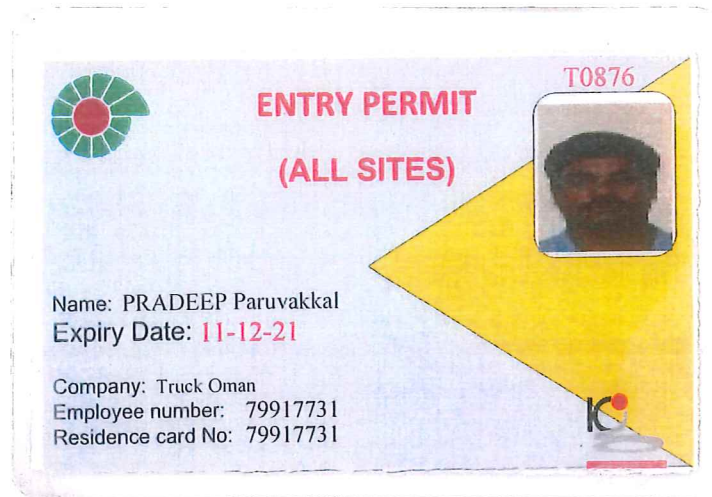 T0876
ENTRY PERMIT
(ALL SITES)
Name: PRADEEP Paruvakkal
Expiry Date: 11-12-21
Company: Truck Oman
Employee number: 79917731
Residence card No: 79917731